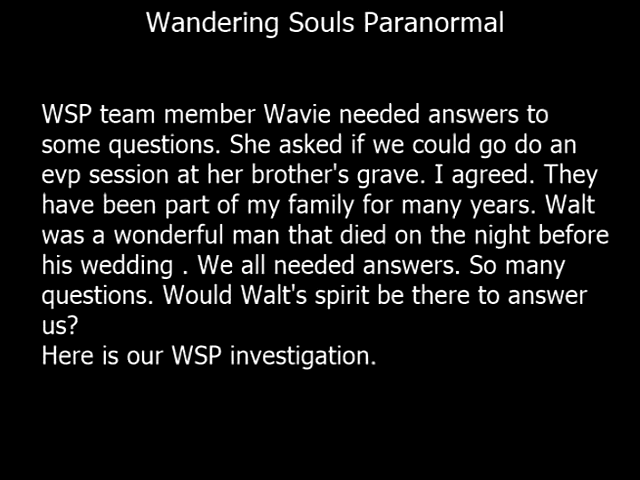 Wandering Souls Paranormal
WSP team member Wavie needed answers to
some questions. She asked if we could go do an
evp session at her brother's grave. I agreed. They
have been part of my family for many years. Walt
was a wonderful man that died on the night before
his wedding . We all needed answers. So many
questions. Would Walt's spirit be there to answer
us?
Here is our WSP investigation.